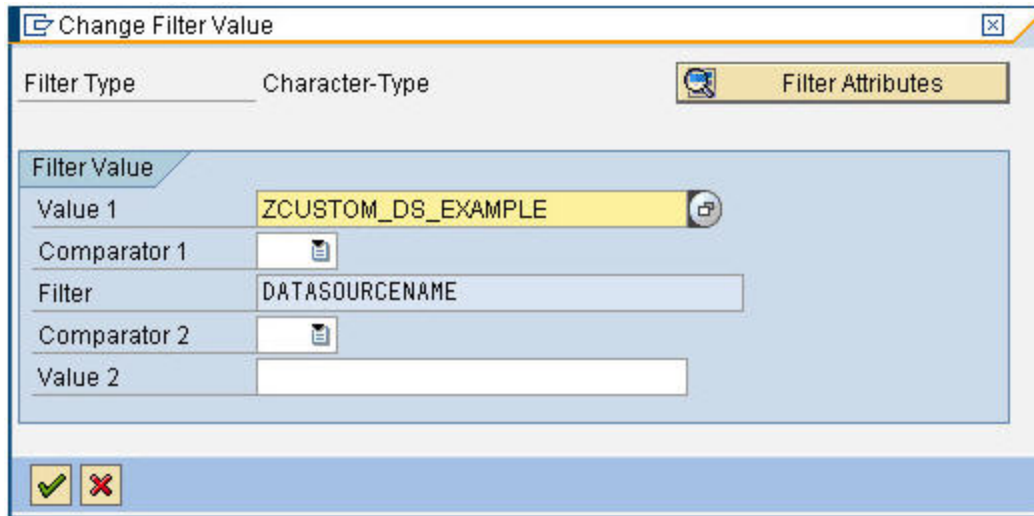 Change Filter Value
Filter Type Character-Type Filter Attributes
Filter Value
Value 1 ZCUSTOM_DS_EXAMPLE
Comparator 1
Filter DATASOURCENAME
Comparator 2
Value 2